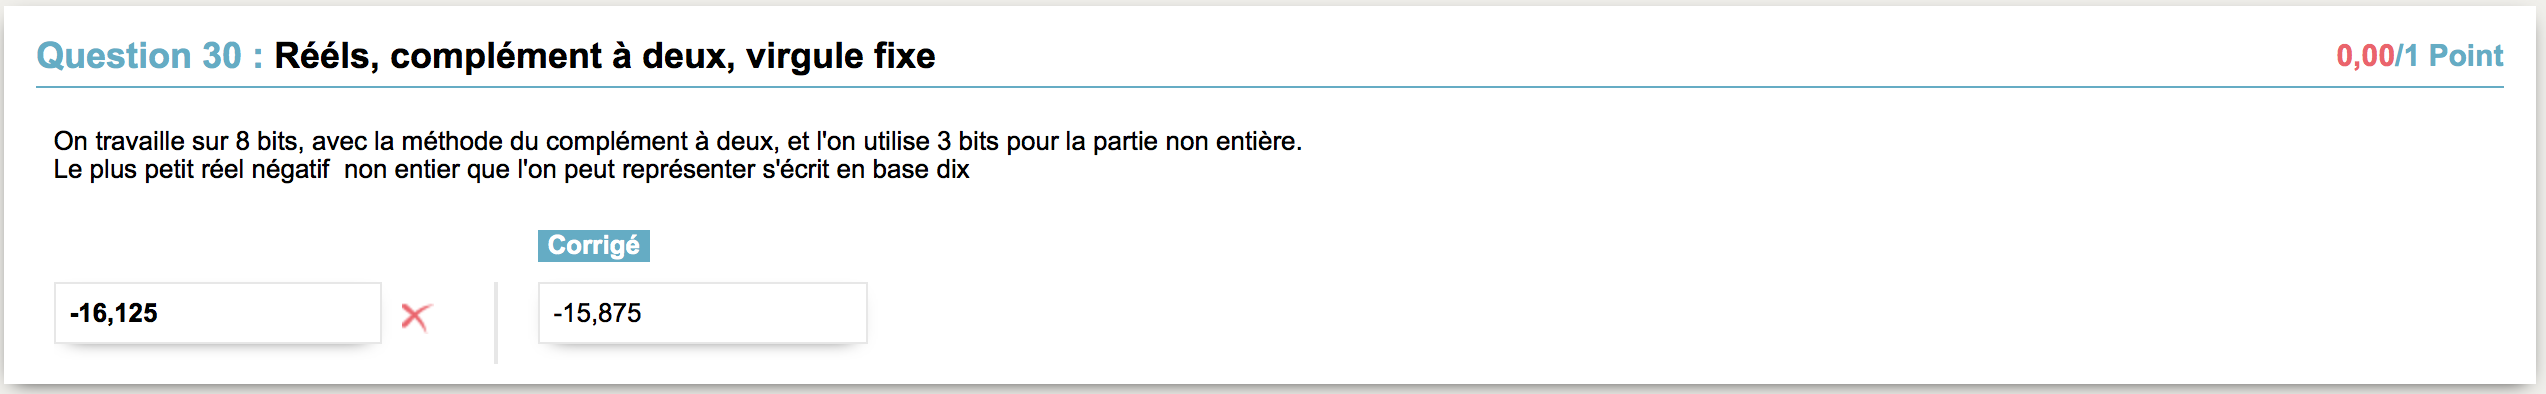 Question 30 : Rééls, complément à deux, virgule fixe
0,00/1 Point
On travaille sur 8 bits, avec la méthode du complément à deux, et l'on utilise 3 bits pour la partie non entière.
Le plus petit réel négatif  non entier que l'on peut représenter s'écrit en base dix
Corrigé
-16,125
-15,875